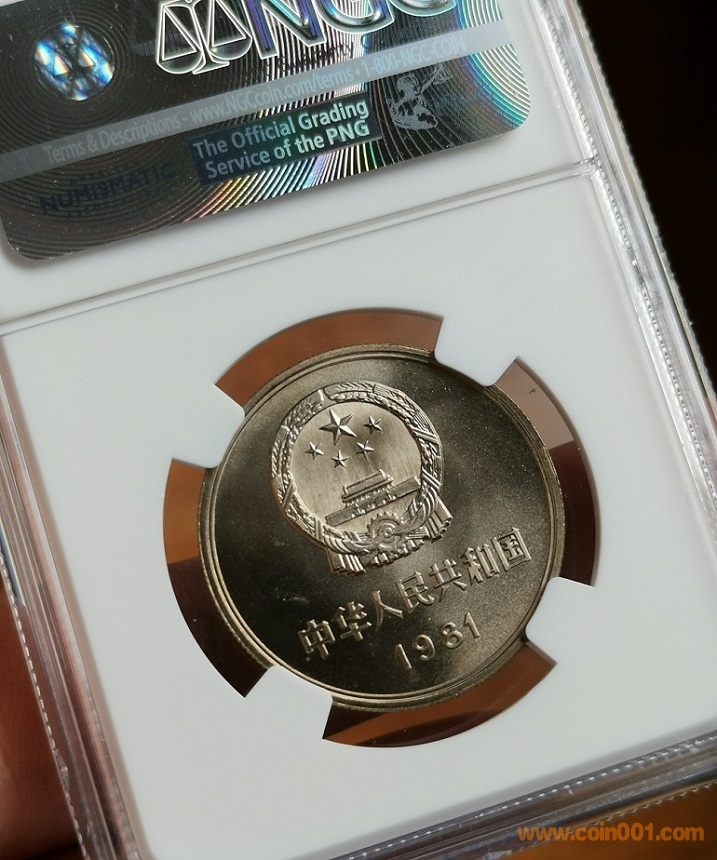 NGC
Terms & Descriptions - www.NGCcoin.com/terms • 1-800-NGC-COIN
The Official Grading
Service of the PNG
NUMISMATIC
中华人民共和国
1981
www.coin001.com